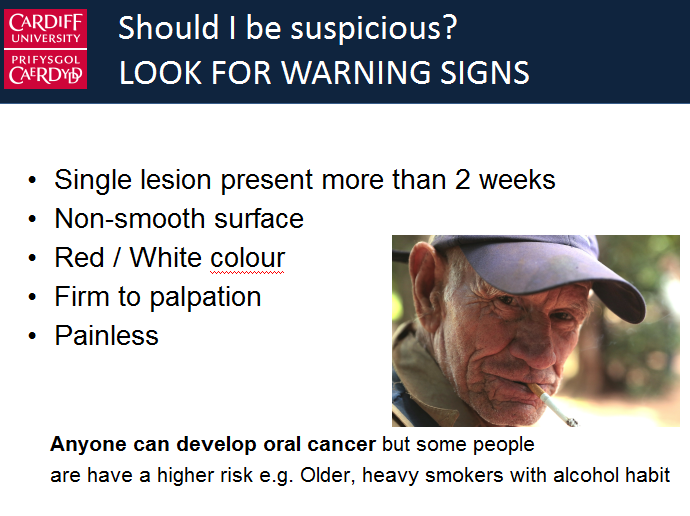 CARDIFF
UNIVERSITY
PRIFYSGOL
CAERDYDD
Should I be suspicious?
LOOK FOR WARNING SIGNS
• Single lesion present more than 2 weeks
• Non-smooth surface
• Red / White colour
• Firm to palpation
• Painless
Anyone can develop oral cancer but some people
are have a higher risk e.g. Older, heavy smokers with alcohol habit